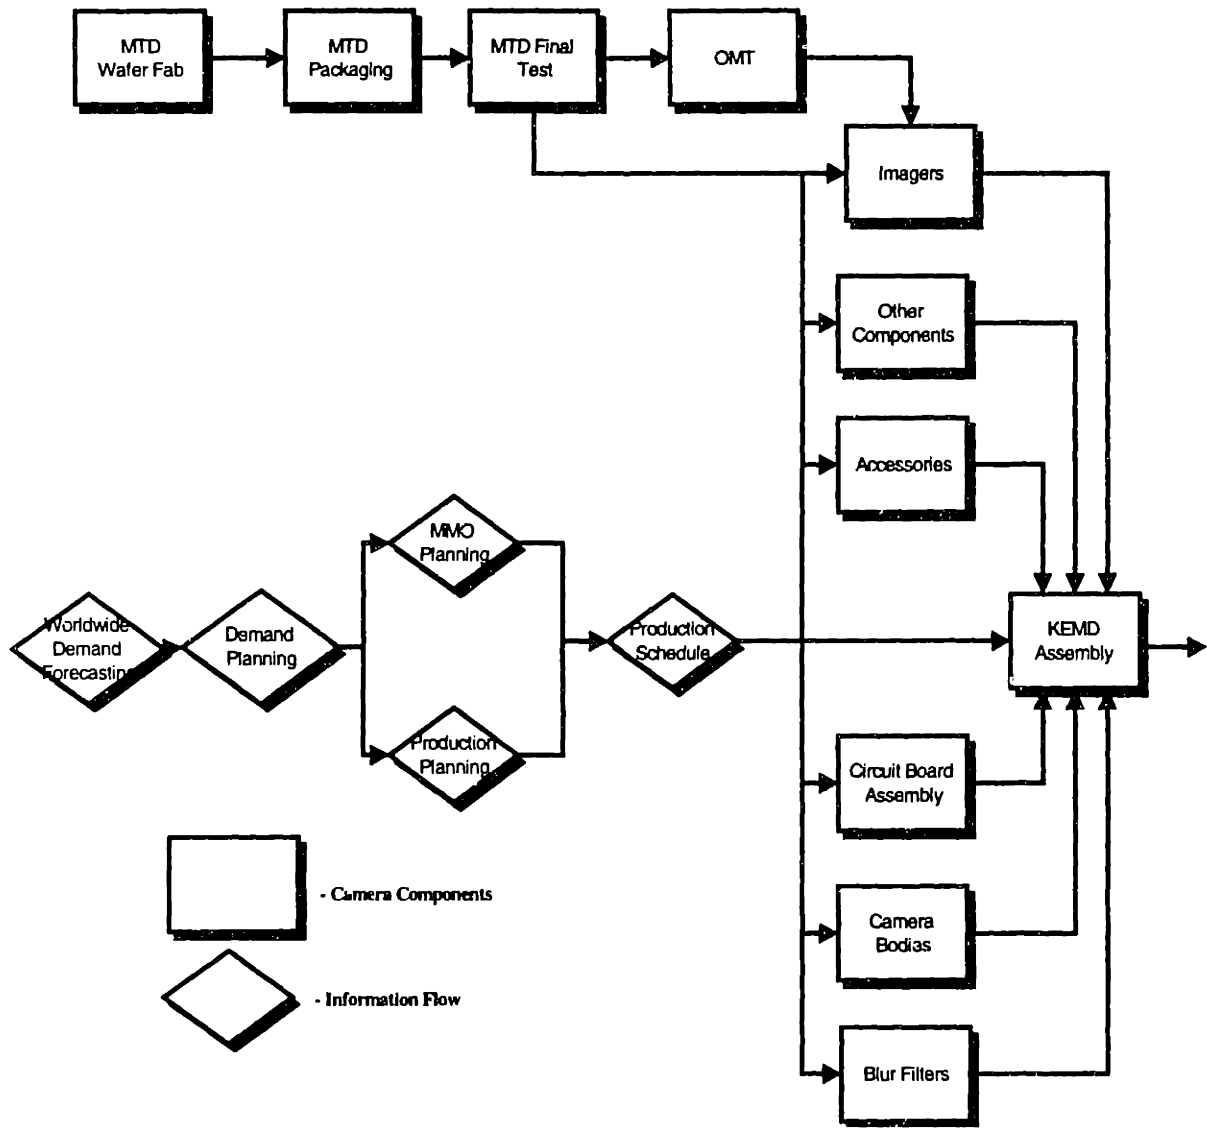 MTD
Wafer Fab
MTD
Packaging
MTD Final
Test
OMT
Imagers
Other
Components
Accessories
MMO
Planning
Worldwide
Demand
Forecasting
Demand
Planning
Production
Schedule
KEMD
Assembly
Production
Planning
Circuit Board
Assembly
- Camera Components
Camera
Bodies
- Information Flow
Blur Filters